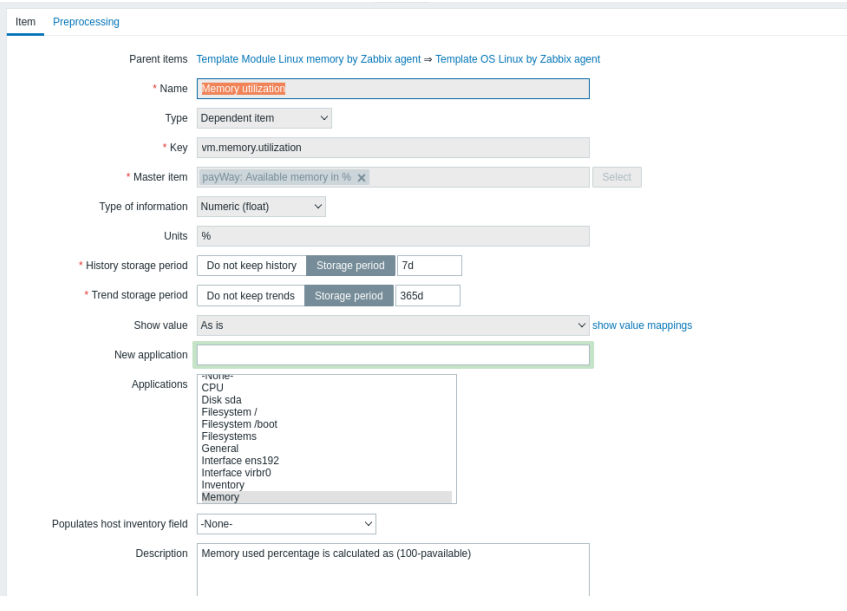 Item Preprocessing
Parent items Template Module Linux memory by Zabbix agent ⇒ Template OS Linux by Zabbix agent
* Name Memory utilization
Type Dependent item
* Key vm.memory.utilization
* Master item payWay: Available memory in % × Select
Type of information Numeric (float)
Units %
* History storage period Do not keep history Storage period 7d
* Trend storage period Do not keep trends Storage period 365d
Show value As is show value mappings
New application
Applications -None-
CPU
Disk sda
Filesystem /
Filesystem /boot
Filesystems
General
Interface ens192
Interface virbr0
Inventory
Memory
Populates host inventory field -None-
Description Memory used percentage is calculated as (100-pavailable)